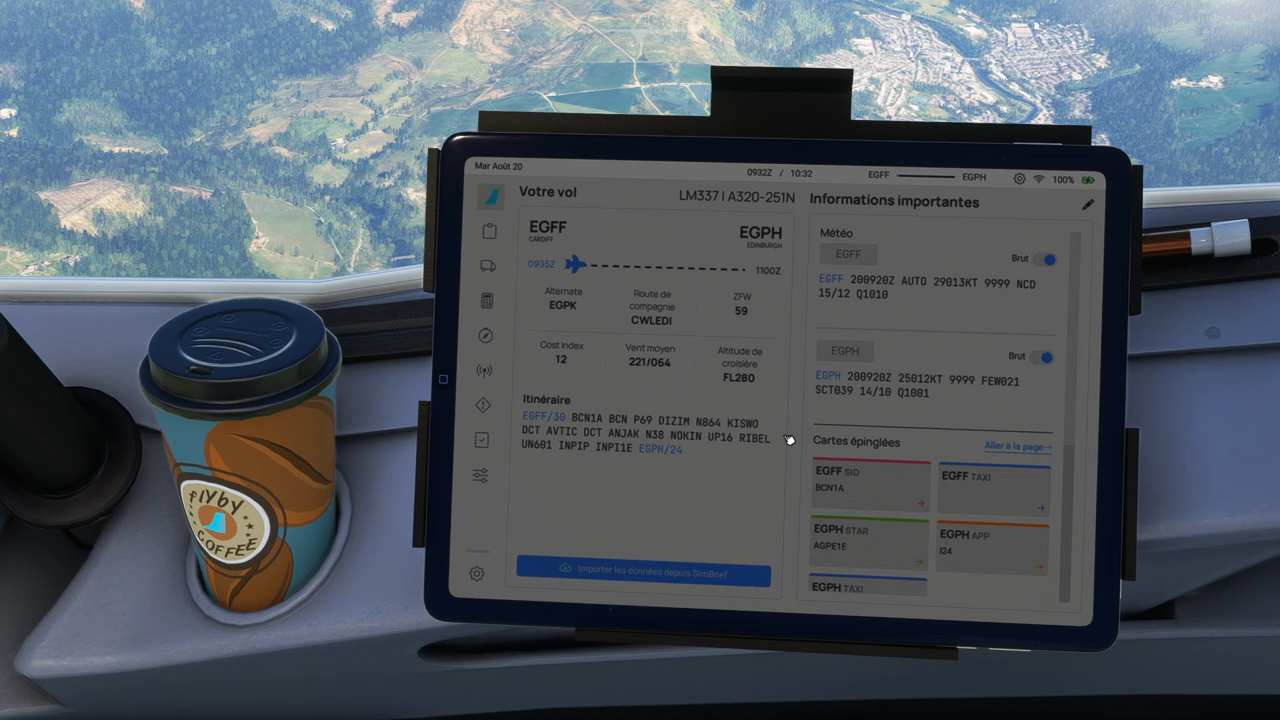 Mar Août 20
0932Z / 10:32
EGFF
EGPH
100%
Votre vol
LM337 | A320-251N
EGFF
CARDIFF
EGPH
EDINBURGH
0935Z
1100Z
Alternate
EGPK
Route de
compagnie
CWLEDI
ZFW
59
Cost Index
12
Vent moyen
221/064
Altitude de
croisière
FL280
Itinéraire
EGFF/30 BCN1A BCN P69 DIZIM N864 KISWO
DCT AVTIC DCT ANJAK N38 NOKIN UP16 RIBEL
UN601 INPIP INPI1E EGPH/24
Importer les données depuis SimBrief
Informations importantes
Météo
EGFF
Brut
EGFF 200920Z AUTO 29013KT 9999 NCD
15/12 Q1010
EGPH
Brut
EGPH 200920Z 25012KT 9999 FEW021
SCT039 14/10 Q1001
Cartes épinglées
Aller à la page→
EGFF SID
BCN1A
EGFF TAXI
EGPH STAR
AGPE1E
EGPH APP
I24
EGPH TAXI
flyby
COFFEE